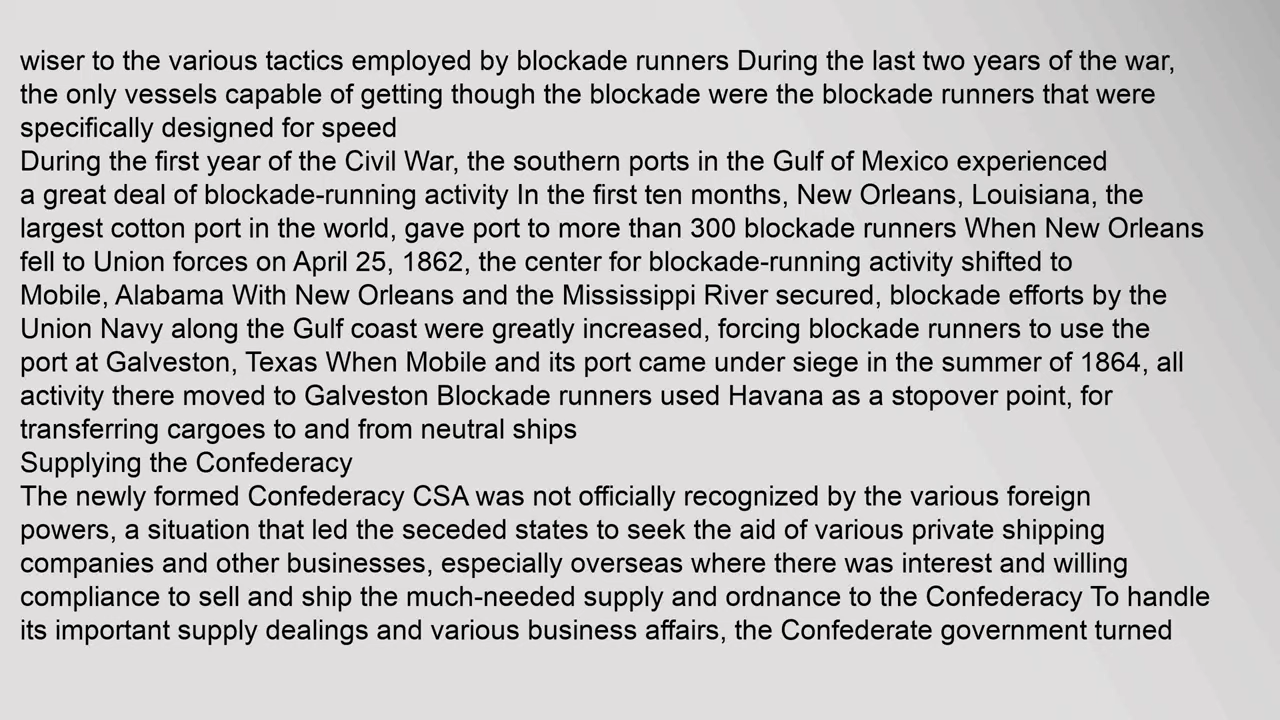 wiser to the various tactics employed by blockade runners During the last two years of the war,
the only vessels capable of getting though the blockade were the blockade runners that were
specifically designed for speed
During the first year of the Civil War, the southern ports in the Gulf of Mexico experienced
a great deal of blockade-running activity In the first ten months, New Orleans, Louisiana, the
largest cotton port in the world, gave port to more than 300 blockade runners When New Orleans
fell to Union forces on April 25, 1862, the center for blockade-running activity shifted to
Mobile, Alabama With New Orleans and the Mississippi River secured, blockade efforts by the
Union Navy along the Gulf coast were greatly increased, forcing blockade runners to use the
port at Galveston, Texas When Mobile and its port came under siege in the summer of 1864, all
activity there moved to Galveston Blockade runners used Havana as a stopover point, for
transferring cargoes to and from neutral ships
Supplying the Confederacy
The newly formed Confederacy CSA was not officially recognized by the various foreign
powers, a situation that led the seceded states to seek the aid of various private shipping
companies and other businesses, especially overseas where there was interest and willing
compliance to sell and ship the much-needed supply and ordnance to the Confederacy To handle
its important supply dealings and various business affairs, the Confederate government turned